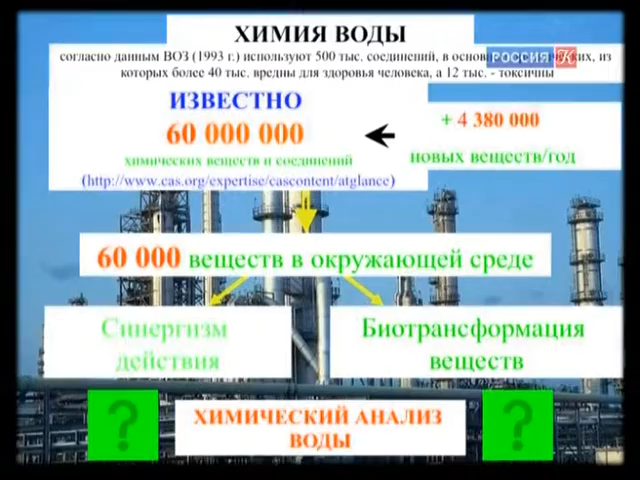 ХИМИЯ ВОДЫ
согласно данным ВОЗ (1993 г.) используют 500 тыс. соединений, в основ
РОССИЯ К
из
которых более 40 тыс. вредны для здоровья человека, а 12 тыс. - токсичны
ИЗВЕСТНО
60 000 000
химических веществ и соединений
(http://www.cas.org/expertise/cascontent/atglance)
+ 4 380 000
новых веществ/год
60 000 веществ в окружающей среде
Синергизм
действия
Биотрансформация
веществ
?
ХИМИЧЕСКИЙ АНАЛИЗ
ВОДЫ
?